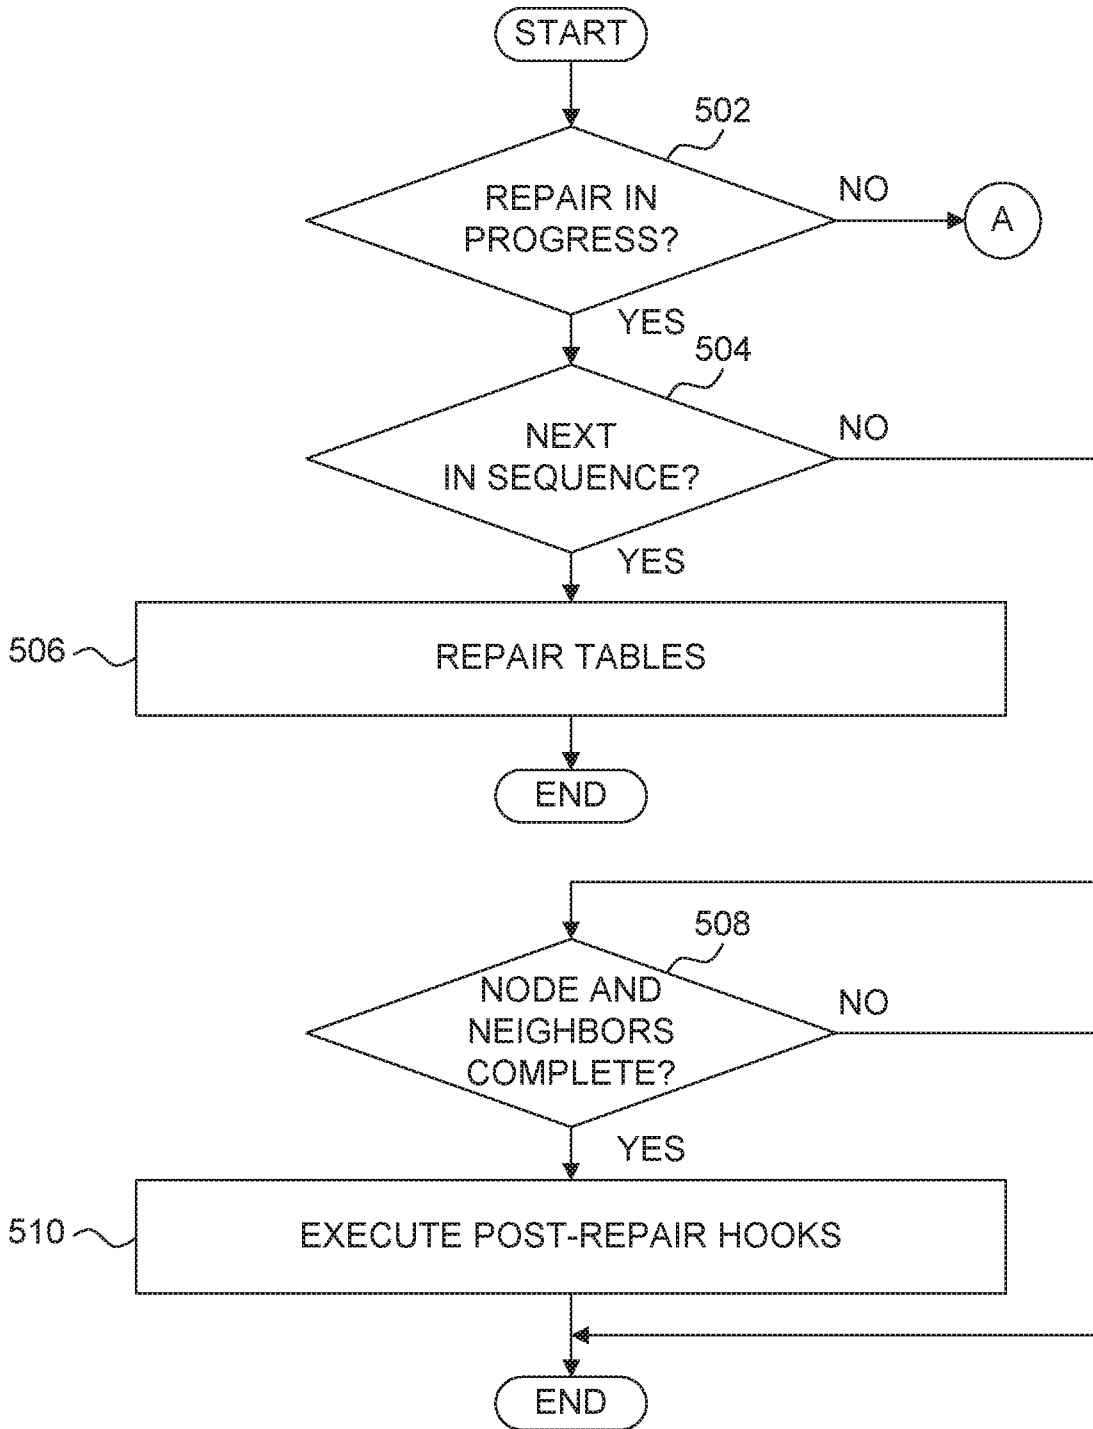 START
502
REPAIR IN
PROGRESS?
NO
A
YES
504
NEXT
IN SEQUENCE?
NO
YES
506
REPAIR TABLES
END
508
NODE AND
NEIGHBORS
COMPLETE?
NO
YES
510
EXECUTE POST-REPAIR HOOKS
END